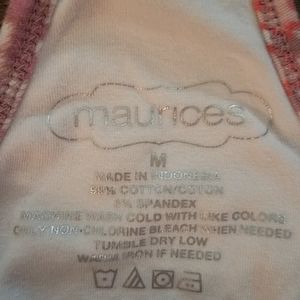 maurices
M
MADE IN INDONESIA
95% COTTON/COTON
5% SPANDEX
MACHINE WASH COLD WITH LIKE COLORS
ONLY NON-CHLORINE BLEACH WHEN NEEDED
TUMBLE DRY LOW
WARM IRON IF NEEDED